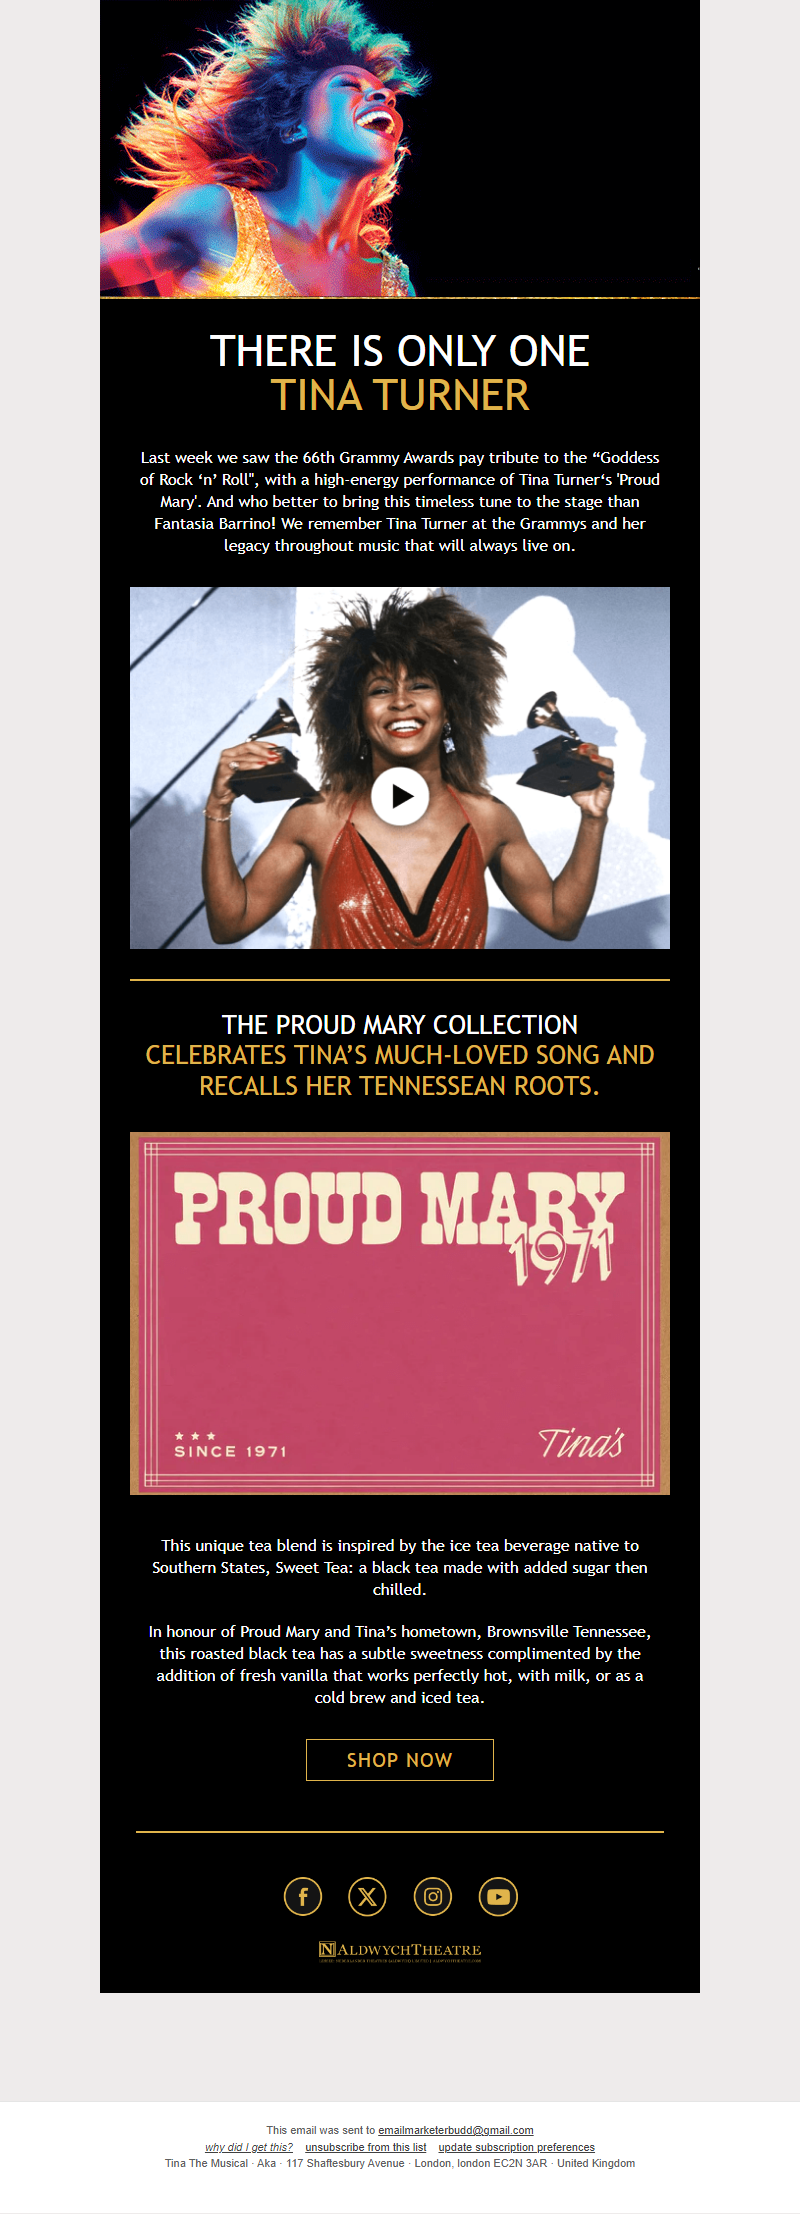 THERE IS ONLY ONE
TINA TURNER
Last week we saw the 66th Grammy Awards pay tribute to the “Goddess
of Rock ‘n’ Roll", with a high-energy performance of Tina Turner‘s 'Proud
Mary'. And who better to bring this timeless tune to the stage than
Fantasia Barrino! We remember Tina Turner at the Grammys and her
legacy throughout music that will always live on.
THE PROUD MARY COLLECTION
CELEBRATES TINA’S MUCH-LOVED SONG AND
RECALLS HER TENNESSEAN ROOTS.
PROUD MARY
1971
SINCE 1971
Tina's
This unique tea blend is inspired by the ice tea beverage native to
Southern States, Sweet Tea: a black tea made with added sugar then
chilled.
In honour of Proud Mary and Tina’s hometown, Brownsville Tennessee,
this roasted black tea has a subtle sweetness complimented by the
addition of fresh vanilla that works perfectly hot, with milk, or as a
cold brew and iced tea.
SHOP NOW
N ALDWYCHTHEATRE
This email was sent to emailmarketerbudd@gmail.com
why did I get this? unsubscribe from this list update subscription preferences
Tina The Musical · Aka · 117 Shaftesbury Avenue · London, london EC2N 3AR · United Kingdom